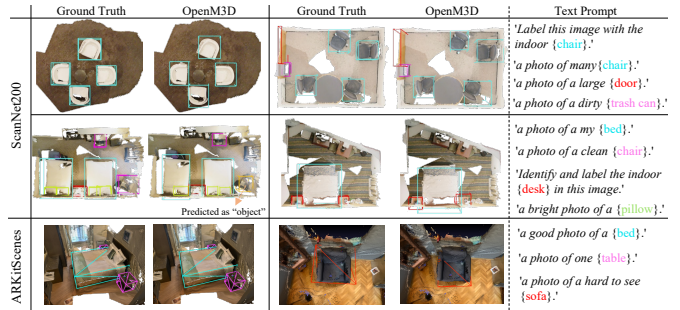 Ground Truth OpenM3D Ground Truth OpenM3D Text Prompt
ScanNet200
'Label this image with the
indoor {chair}.'
'a photo of many{chair}.'
'a photo of a large {door}.'
'a photo of a dirty {trash can}.'
'a photo of a my {bed}.'
'a photo of a clean {chair}.'
'Identify and label the indoor
{desk} in this image.'
'a bright photo of a {pillow}.'
Predicted as "object"
ARKitScenes
'a good photo of a {bed}.'
'a photo of one {table}.'
'a photo of a hard to see
{sofa}.'